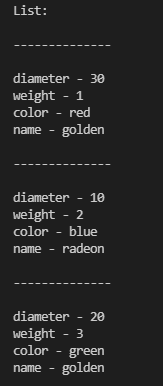 List:
--------------
diameter - 30
weight - 1
color - red
name - golden
--------------
diameter - 10
weight - 2
color - blue
name - radeon
--------------
diameter - 20
weight - 3
color - green
name - golden